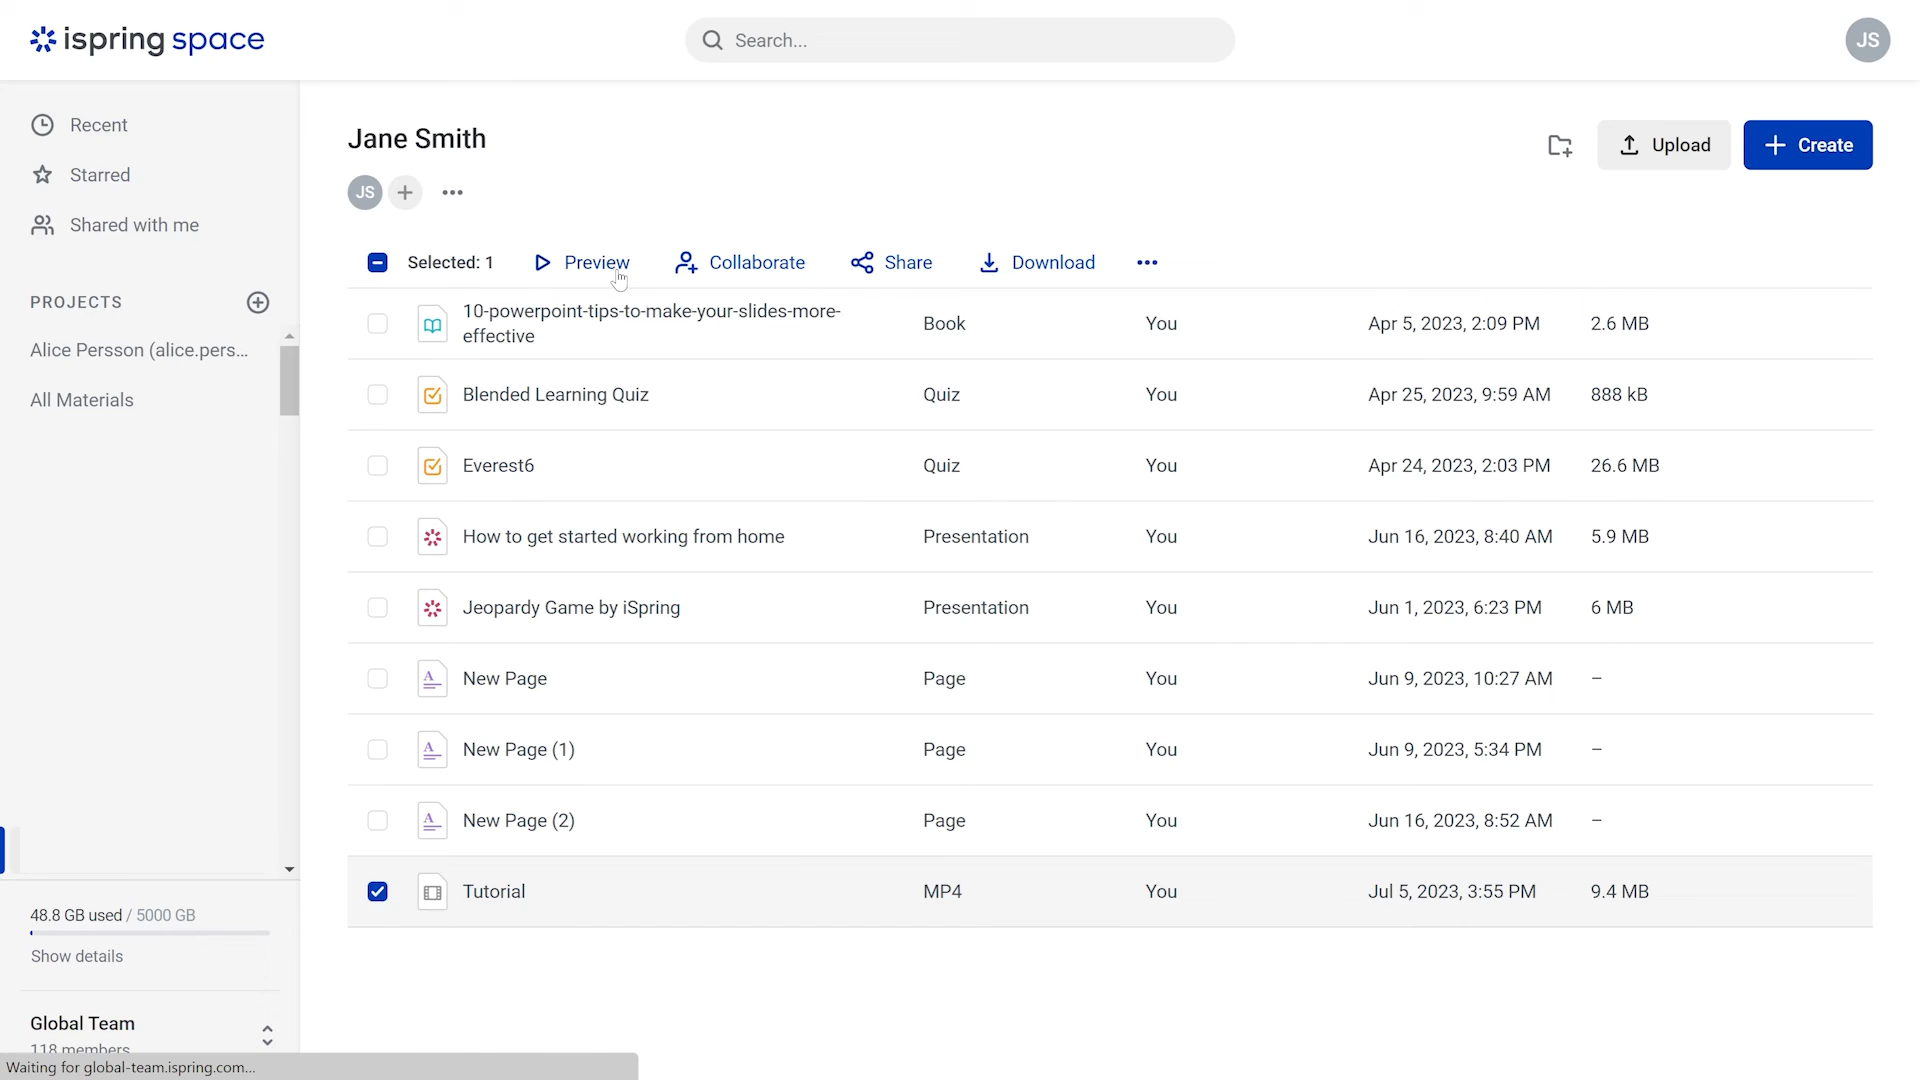 ispring space
Search...
JS
Recent
Starred
Shared with me
PROJECTS
Alice Persson (alice.pers...
All Materials
48.8 GB used / 5000 GB
Show details
Global Team
118 members
Waiting for global-team.ispring.com...
Jane Smith
Upload
Create
JS
Selected: 1
Preview
Collaborate
Share
Download
10-powerpoint-tips-to-make-your-slides-more-
effective
Book You Apr 5, 2023, 2:09 PM 2.6 MB
Blended Learning Quiz Quiz You Apr 25, 2023, 9:59 AM 888 kB
Everest6 Quiz You Apr 24, 2023, 2:03 PM 26.6 MB
How to get started working from home Presentation You Jun 16, 2023, 8:40 AM 5.9 MB
Jeopardy Game by iSpring Presentation You Jun 1, 2023, 6:23 PM 6 MB
New Page Page You Jun 9, 2023, 10:27 AM –
New Page (1) Page You Jun 9, 2023, 5:34 PM –
New Page (2) Page You Jun 16, 2023, 8:52 AM –
Tutorial MP4 You Jul 5, 2023, 3:55 PM 9.4 MB